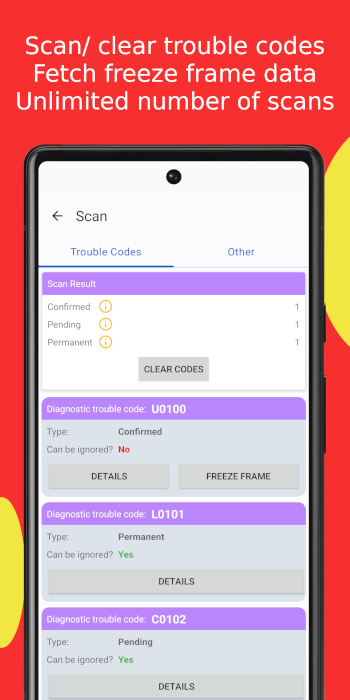 Scan/ clear trouble codes
Fetch freeze frame data
Unlimited number of scans
Scan
Trouble Codes Other
Scan Result
Confirmed 1
Pending 1
Permanent 1
CLEAR CODES
Diagnostic trouble code: U0100
Type: Confirmed
Can be ignored? No
DETAILS FREEZE FRAME
Diagnostic trouble code: L0101
Type: Permanent
Can be ignored? Yes
DETAILS
Diagnostic trouble code: C0102
Type: Pending
Can be ignored? Yes
DETAILS